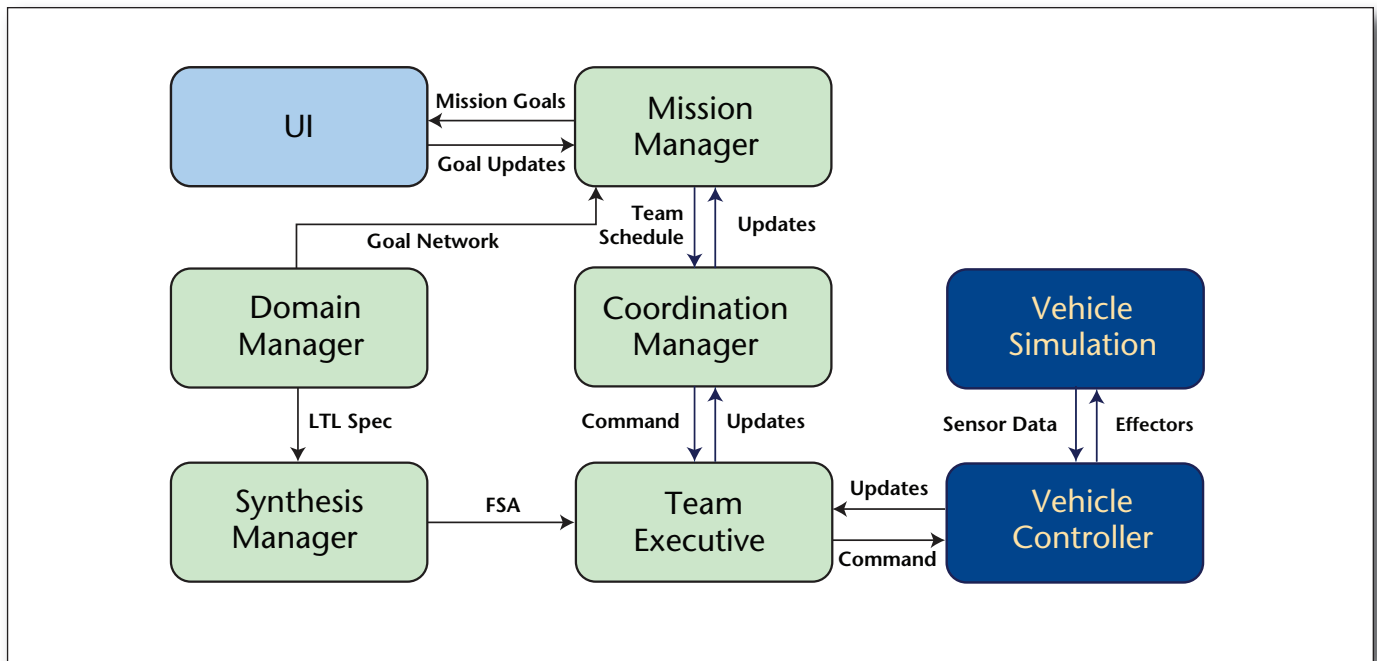 UI
Mission Goals
Goal Updates
Mission
Manager
Goal Network
Team
Schedule
Updates
Domain
Manager
Coordination
Manager
Vehicle
Simulation
LTL Spec
Command
Updates
Sensor Data
Effectors
Synthesis
Manager
FSA
Team
Executive
Updates
Command
Vehicle
Controller